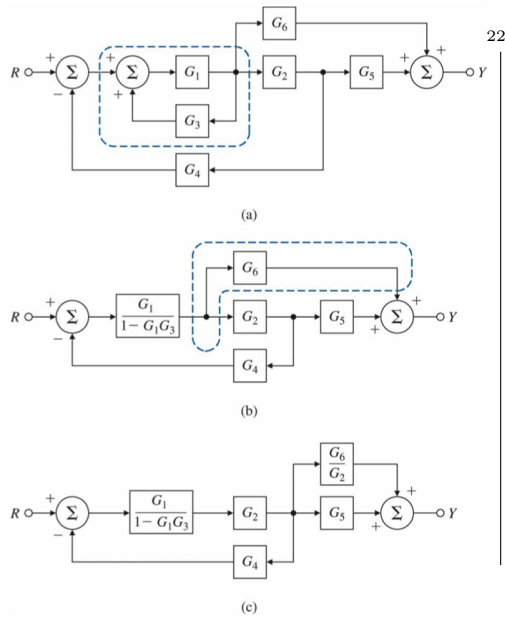 G6
22
+ + + +
R Σ Σ G1 G2 G5 Σ Y
− +
G3
G4
(a)
G6
+ G1 +
R Σ 1− G1G3 G2 G5 Σ Y
− +
G4
(b)
G6
G2
+ G1 +
R Σ 1− G1G3 G2 G5 Σ Y
− +
G4
(c)